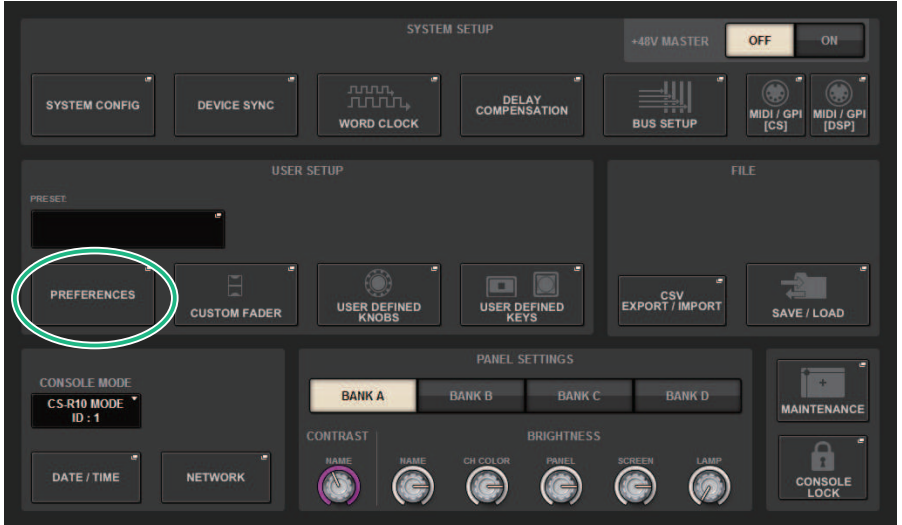 SYSTEM SETUP
+48V MASTER
OFF
ON
SYSTEM CONFIG
DEVICE SYNC
WORD CLOCK
DELAY
COMPENSATION
BUS SETUP
MIDI / GPI
[CS]
MIDI / GPI
[DSP]
USER SETUP
PRESET:
PREFERENCES
CUSTOM FADER
USER DEFINED
KNOBS
USER DEFINED
KEYS
FILE
CSV
EXPORT / IMPORT
SAVE / LOAD
CONSOLE MODE
CS-R10 MODE
ID : 1
DATE / TIME
NETWORK
PANEL SETTINGS
BANK A
BANK B
BANK C
BANK D
CONTRAST
BRIGHTNESS
NAME
NAME
CH COLOR
PANEL
SCREEN
LAMP
MAINTENANCE
CONSOLE
LOCK